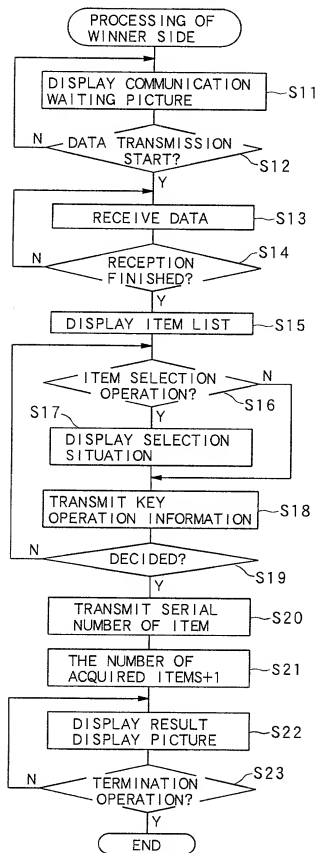 PROCESSING OF
WINNER SIDE
DISPLAY COMMUNICATION
WAITING PICTURE
S11
N
DATA TRANSMISSION
START?
S12
Y
RECEIVE DATA
S13
S14
N
RECEPTION
FINISHED?
Y
DISPLAY ITEM LIST
S15
ITEM SELECTION
OPERATION?
N
S16
S17
Y
DISPLAY SELECTION
SITUATION
TRANSMIT KEY
OPERATION INFORMATION
S18
N
DECIDED?
S19
Y
TRANSMIT SERIAL
NUMBER OF ITEM
S20
THE NUMBER OF
ACQUIRED ITEMS+1
S21
DISPLAY RESULT
DISPLAY PICTURE
S22
N
TERMINATION
OPERATION?
S23
Y
END